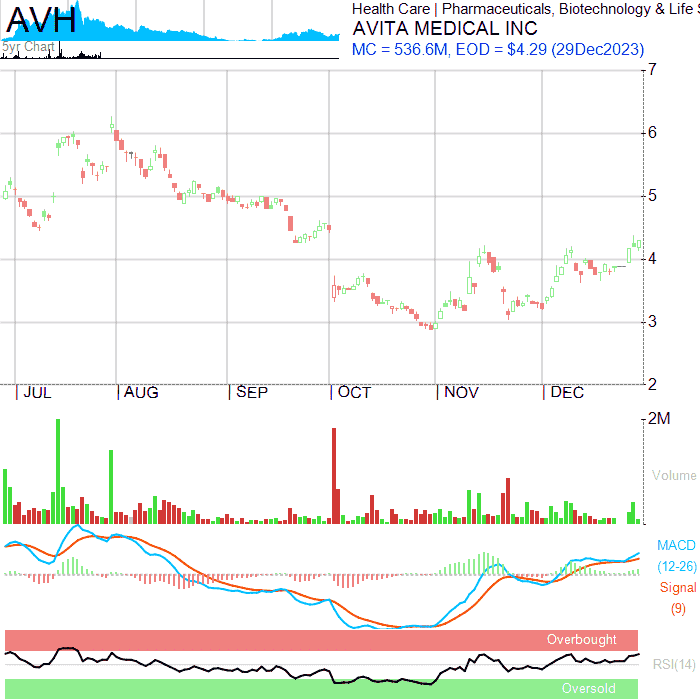 AVH
5yr Chart
Health Care | Pharmaceuticals, Biotechnology & Life S
AVITA MEDICAL INC
MC = 536.6M, EOD = $4.29 (29Dec2023)
7
6
5
4
3
2
JUL AUG SEP OCT NOV DEC
2M
Volume
MACD
(12-26)
Signal
(9)
Overbought
RSI(14)
Oversold